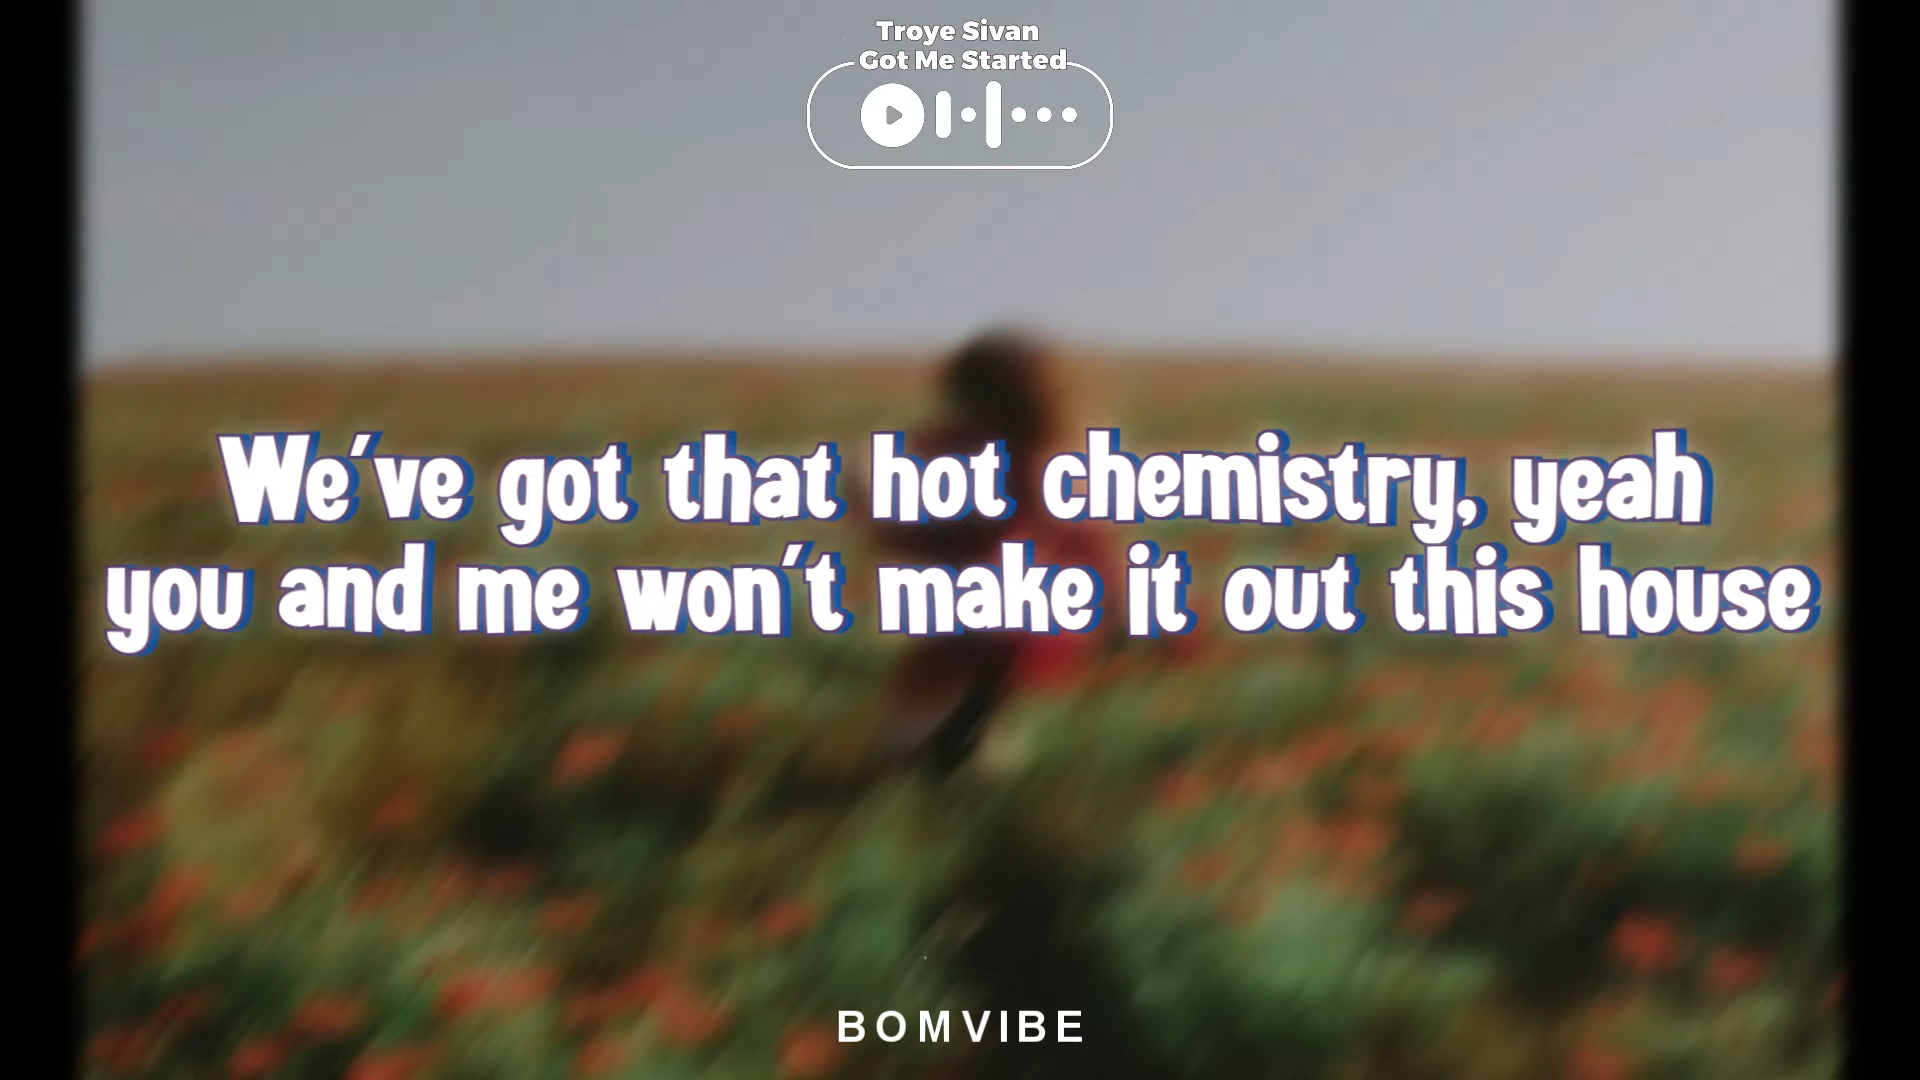 Troye Sivan
Got Me Started
We've got that hot chemistry, yeah
you and me won't make it out this house
BOMVIBE